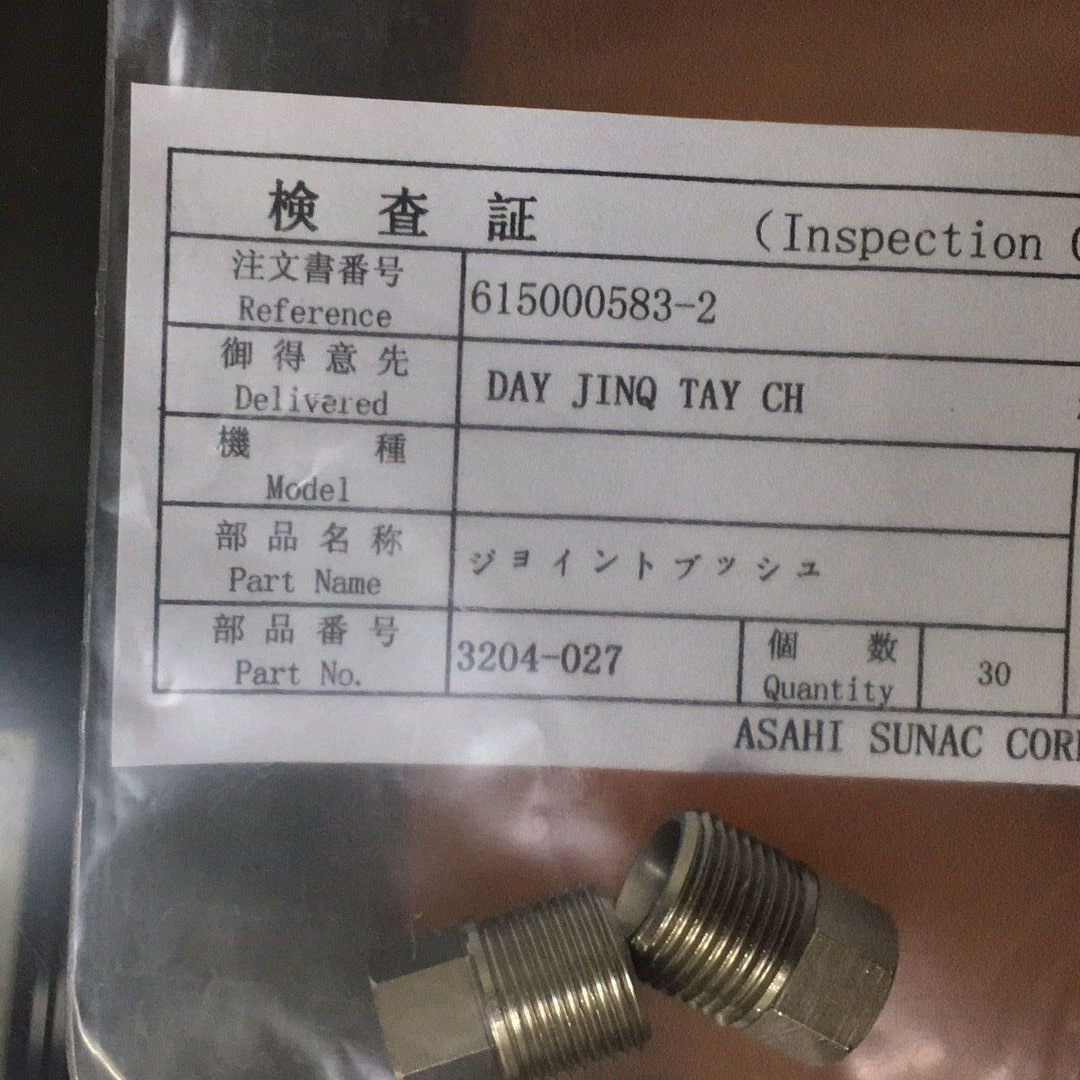 検査証 (Inspection
注文書番号
Reference
615000583-2
御得意先
Delivered
DAY JINQ TAY CH
機種
Model
部品名称
Part Name
ジョイントブッシュ
部品番号
Part No.
3204-027
個数
Quantity
30
ASAHI SUNAC